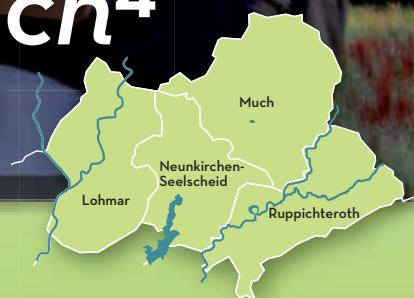 ch⁴
Much
Neunkirchen-
Seelscheid
Lohmar
Ruppichteroth